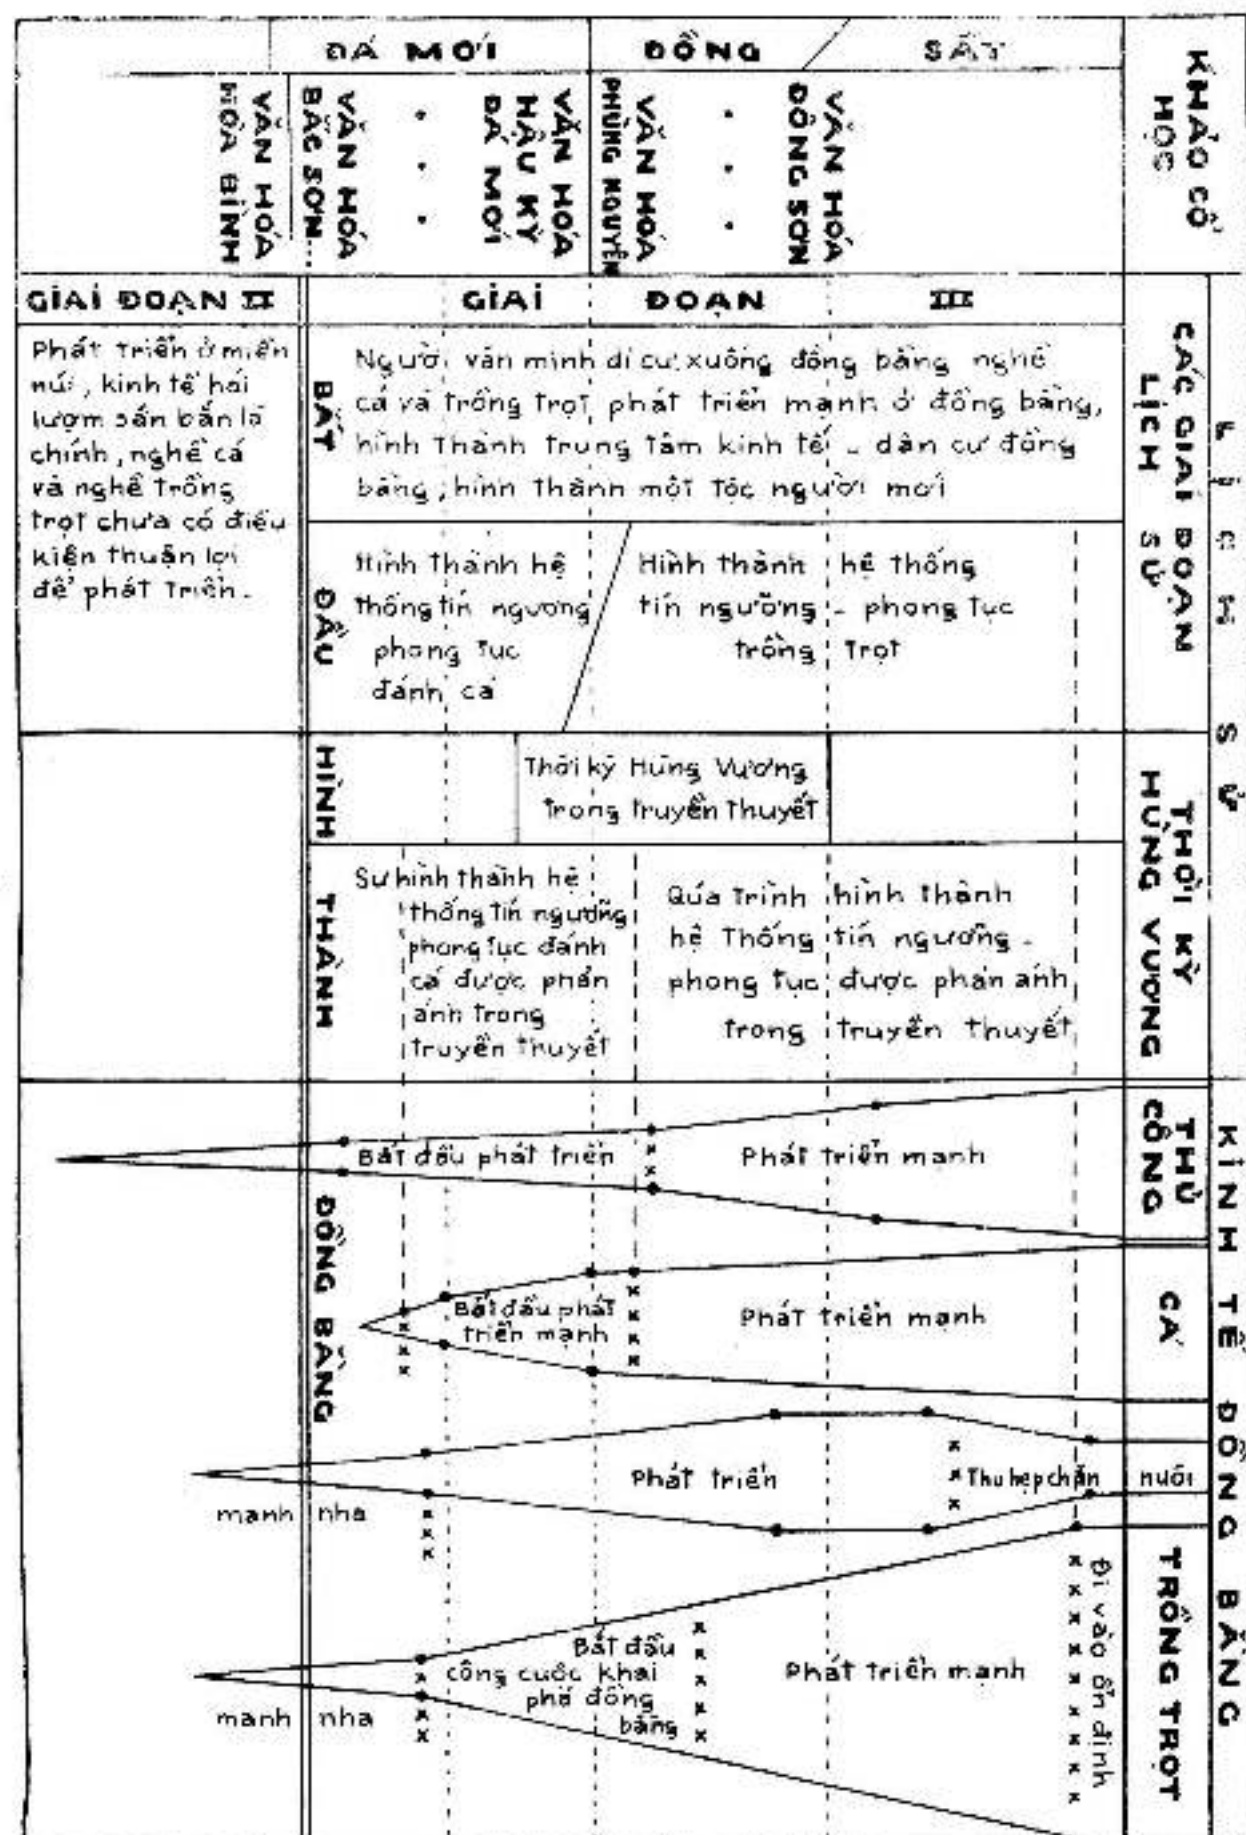 ĐÁ MỚI
ĐỒNG
SẮT
KHẢO CỔ
HỌC
VĂN HOÁ
HÒA BÌNH
VĂN HOÁ
BẮC SƠN
VĂN HOÁ
HẬU KỲ
ĐÁ MỚI
VĂN HOÁ
PHÙNG NGUYÊN
VĂN HOÁ
ĐÔNG SƠN
GIAI ĐOẠN II
GIAI ĐOẠN III
CÁC GIAI ĐOẠN
LỊCH SỬ
LỊCH SỬ
Phát triển ở miền
núi, kinh tế hái
lượm săn bắn là
chính, nghề cá
và nghề trồng
trọt chưa có điều
kiện thuận lợi
để phát triển.
BẮT ĐẦU HÌNH THÀNH ĐỒNG BẰNG
Người văn minh di cư xuống đồng bằng nghề
cá và trồng trọt phát triển mạnh ở đồng bằng,
hình thành trung tâm kinh tế - dân cư đồng
bằng, hình thành một tộc người mới
Hình thành hệ
thống tín ngưỡng
phong tục
đánh cá
Hình thành hệ thống
tín ngưỡng - phong tục
trồng trọt
THỜI KỲ
HÙNG VƯƠNG
Thời kỳ Hùng Vương
trong truyền thuyết
Sự hình thành hệ
thống tín ngưỡng
phong tục đánh
cá được phản
ánh trong
truyền thuyết
Quá trình hình thành
hệ thống tín ngưỡng -
phong tục được phản ánh
trong truyền thuyết
KINH TẾ ĐỒNG BẰNG
THỦ
CÔNG
Bắt đầu phát triển
Phát triển mạnh
CÁ
Bắt đầu phát
triển mạnh
Phát triển mạnh
Phát triển
Thu hẹp chăn nuôi
manh nha
TRỒNG TRỌT
Bắt đầu
công cuộc khai
phá đồng
bằng
Phát triển mạnh
Đi vào ổn định
manh nha